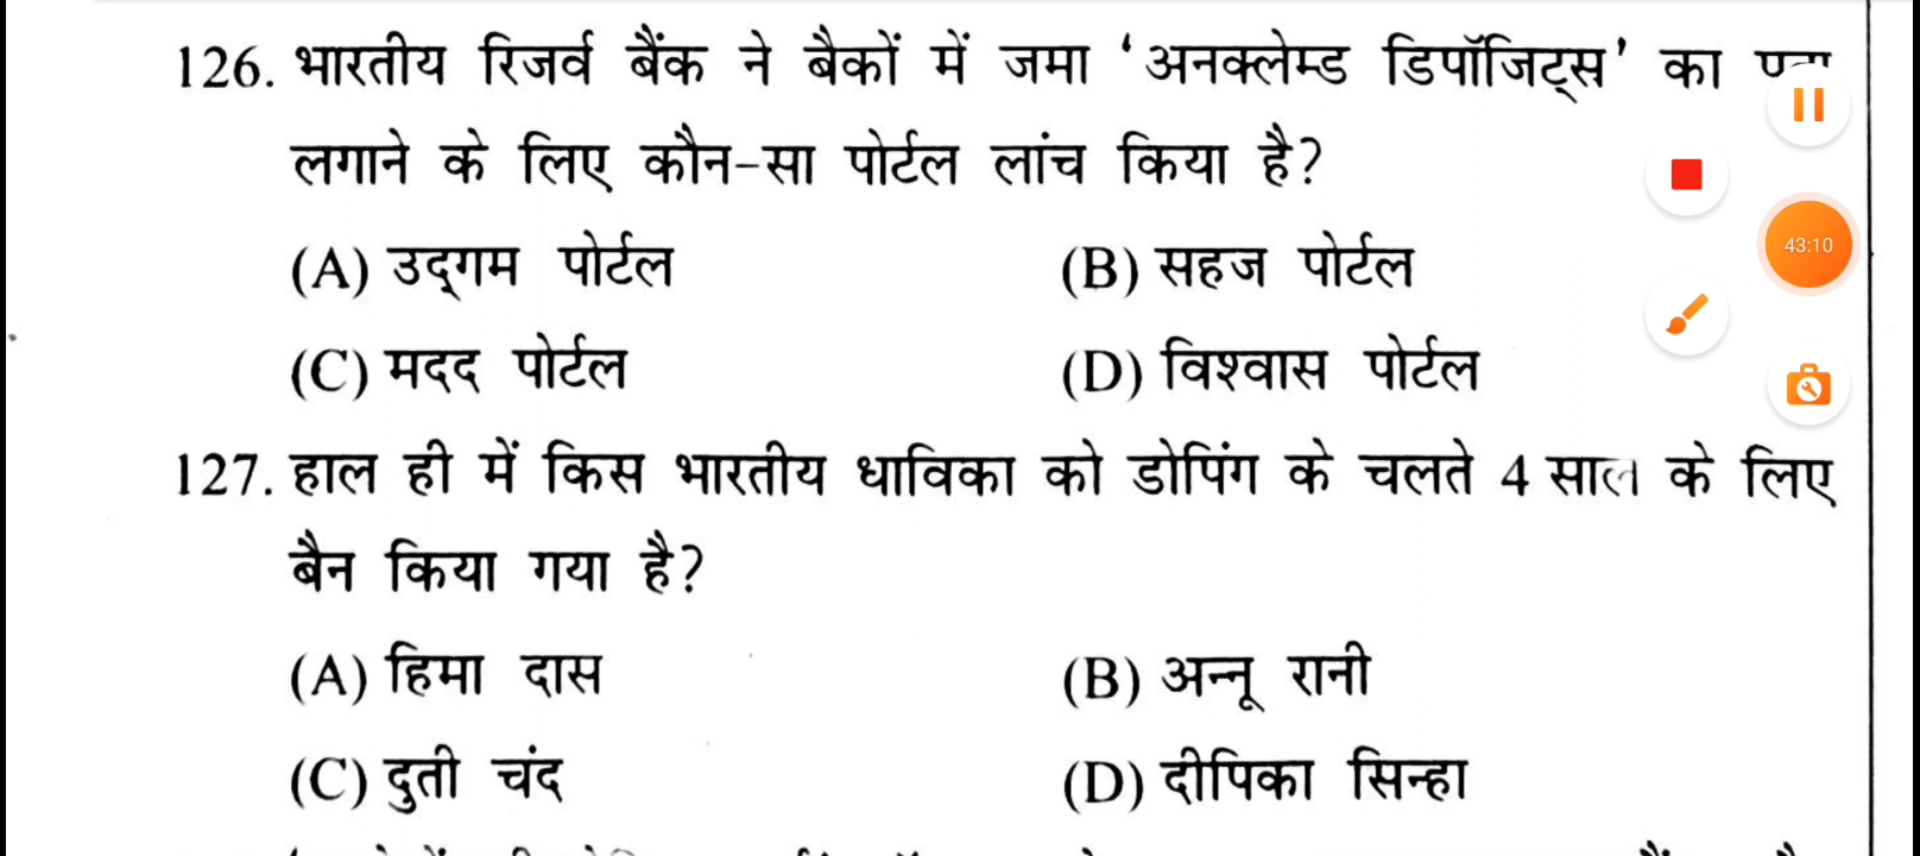 126. भारतीय रिजर्व बैंक ने बैकों में जमा ‘अनक्लेम्ड डिपॉजिट्स’ का
लगाने के लिए कौन-सा पोर्टल लांच किया है?
(A) उद्‌गम पोर्टल (B) सहज पोर्टल
43:10
(C) मदद पोर्टल (D) विश्वास पोर्टल
127. हाल ही में किस भारतीय धाविका को डोपिंग के चलते 4 साल के लिए
बैन किया गया है?
(A) हिमा दास (B) अन्नू रानी
(C) दुती चंद (D) दीपिका सिन्हा